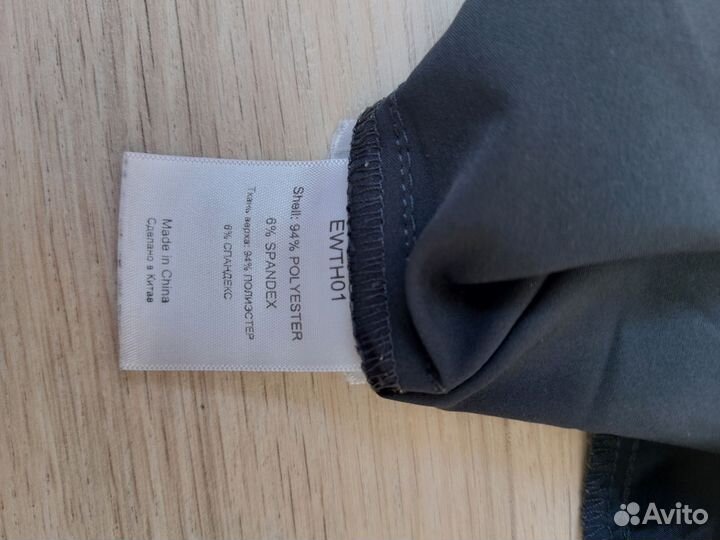 EWTH01
Shell: 94% POLYESTER
6% SPANDEX
Ткань верха: 94% ПОЛИЭСТЕР
6% СПАНДЕКС
Made in China
Сделано в Китае
Avito